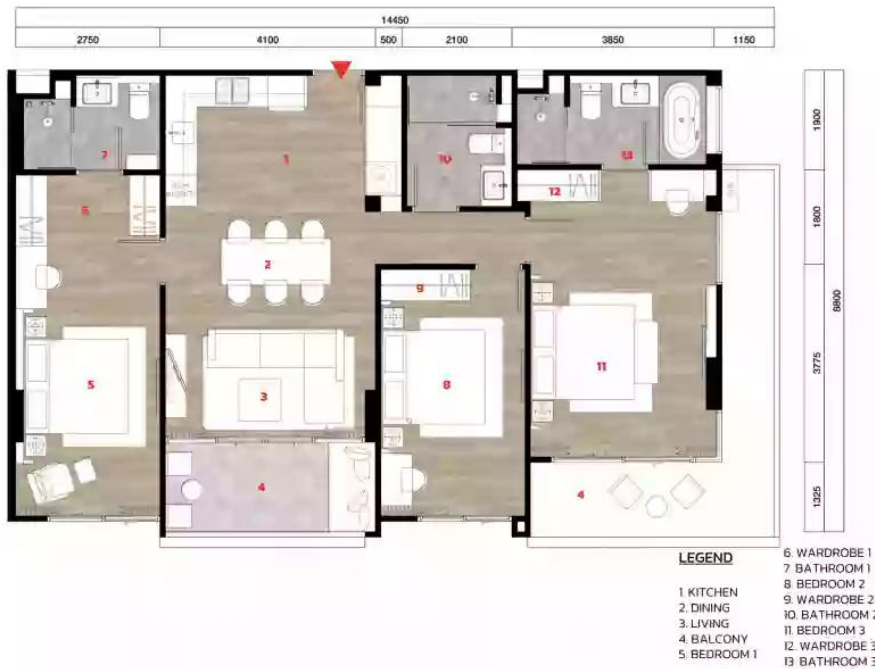 14450
2750 4100 500 2100 3850 1150
1900
1800
3775
1325
8800
7
6
5
1
2
3
4
10
9
8
13
12
11
4
LEGEND
1. KITCHEN
2. DINING
3. LIVING
4. BALCONY
5. BEDROOM 1
6. WARDROBE 1
7 BATHROOM 1
8 BEDROOM 2
9. WARDROBE 2
10. BATHROOM 2
11. BEDROOM 3
12. WARDROBE 3
13 BATHROOM 3